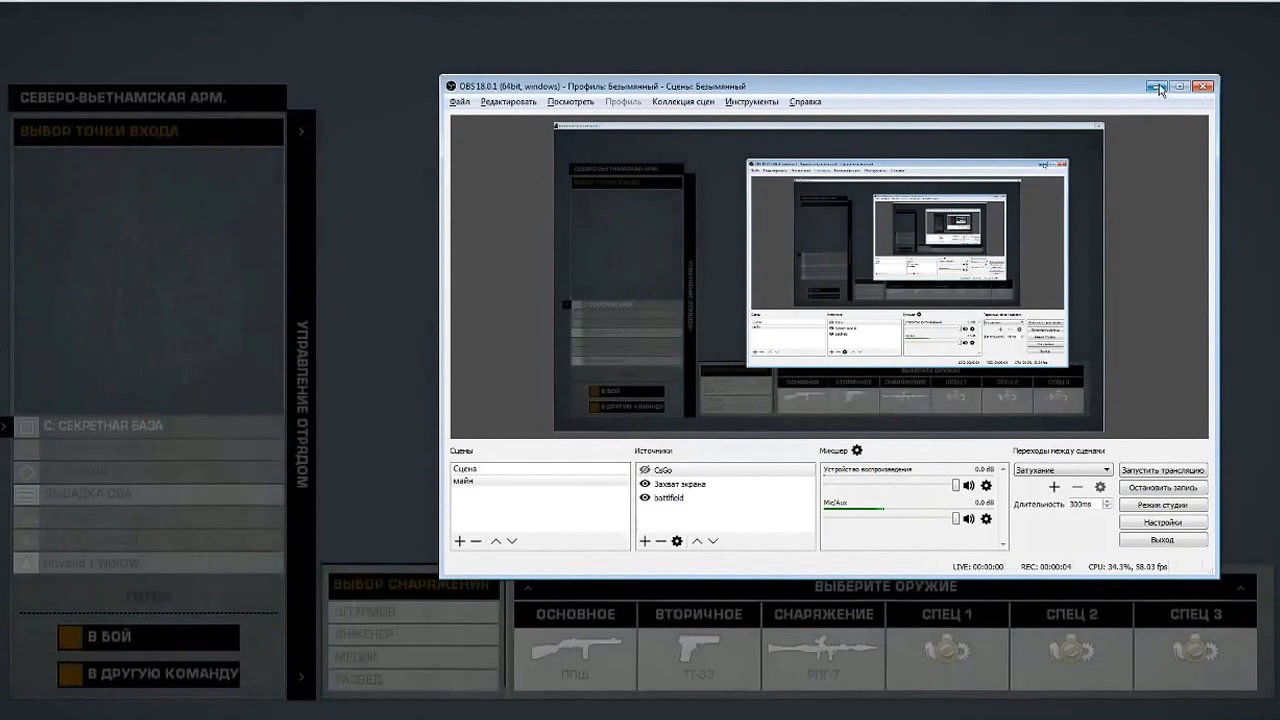 СЕВЕРО-ВЬЕТНАМСКАЯ АРМ.
ВЫБОР ТОЧКИ ВХОДА
УПРАВЛЕНИЕ ОТРЯДОМ
C: СЕКРЕТНАЯ БАЗА
ВЫСАДКА СВА
ГОТОВ
В БОЙ
В ДРУГУЮ КОМАНДУ
OBS 18.0.1 (64bit, windows) - Профиль: Безымянный - Сцены: Безымянный
Файл Редактировать Посмотреть Профиль Коллекция сцен Инструменты Справка
Сцены
Сцена
майн
Источники
CsGo
Захват экрана
battlfield
Микшер
Устройство воспроизведения 0.0 dB
Mic/Aux 0.0 dB
Переходы между сценами
Затухание
Длительность 300ms
Запустить трансляцию
Остановить запись
Режим студии
Настройки
Выход
LIVE: 00:00:00 REC: 00:00:04 CPU: 34.3%, 58.03 fps
ВЫБОР СНАРЯЖЕНИЯ
ШТУРМОВ
ИНЖЕНЕР
МЕДИК
РАЗВЕД
ВЫБЕРИТЕ ОРУЖИЕ
ОСНОВНОЕ ВТОРИЧНОЕ СНАРЯЖЕНИЕ СПЕЦ 1 СПЕЦ 2 СПЕЦ 3
ППШ ТТ-33 РПГ-7